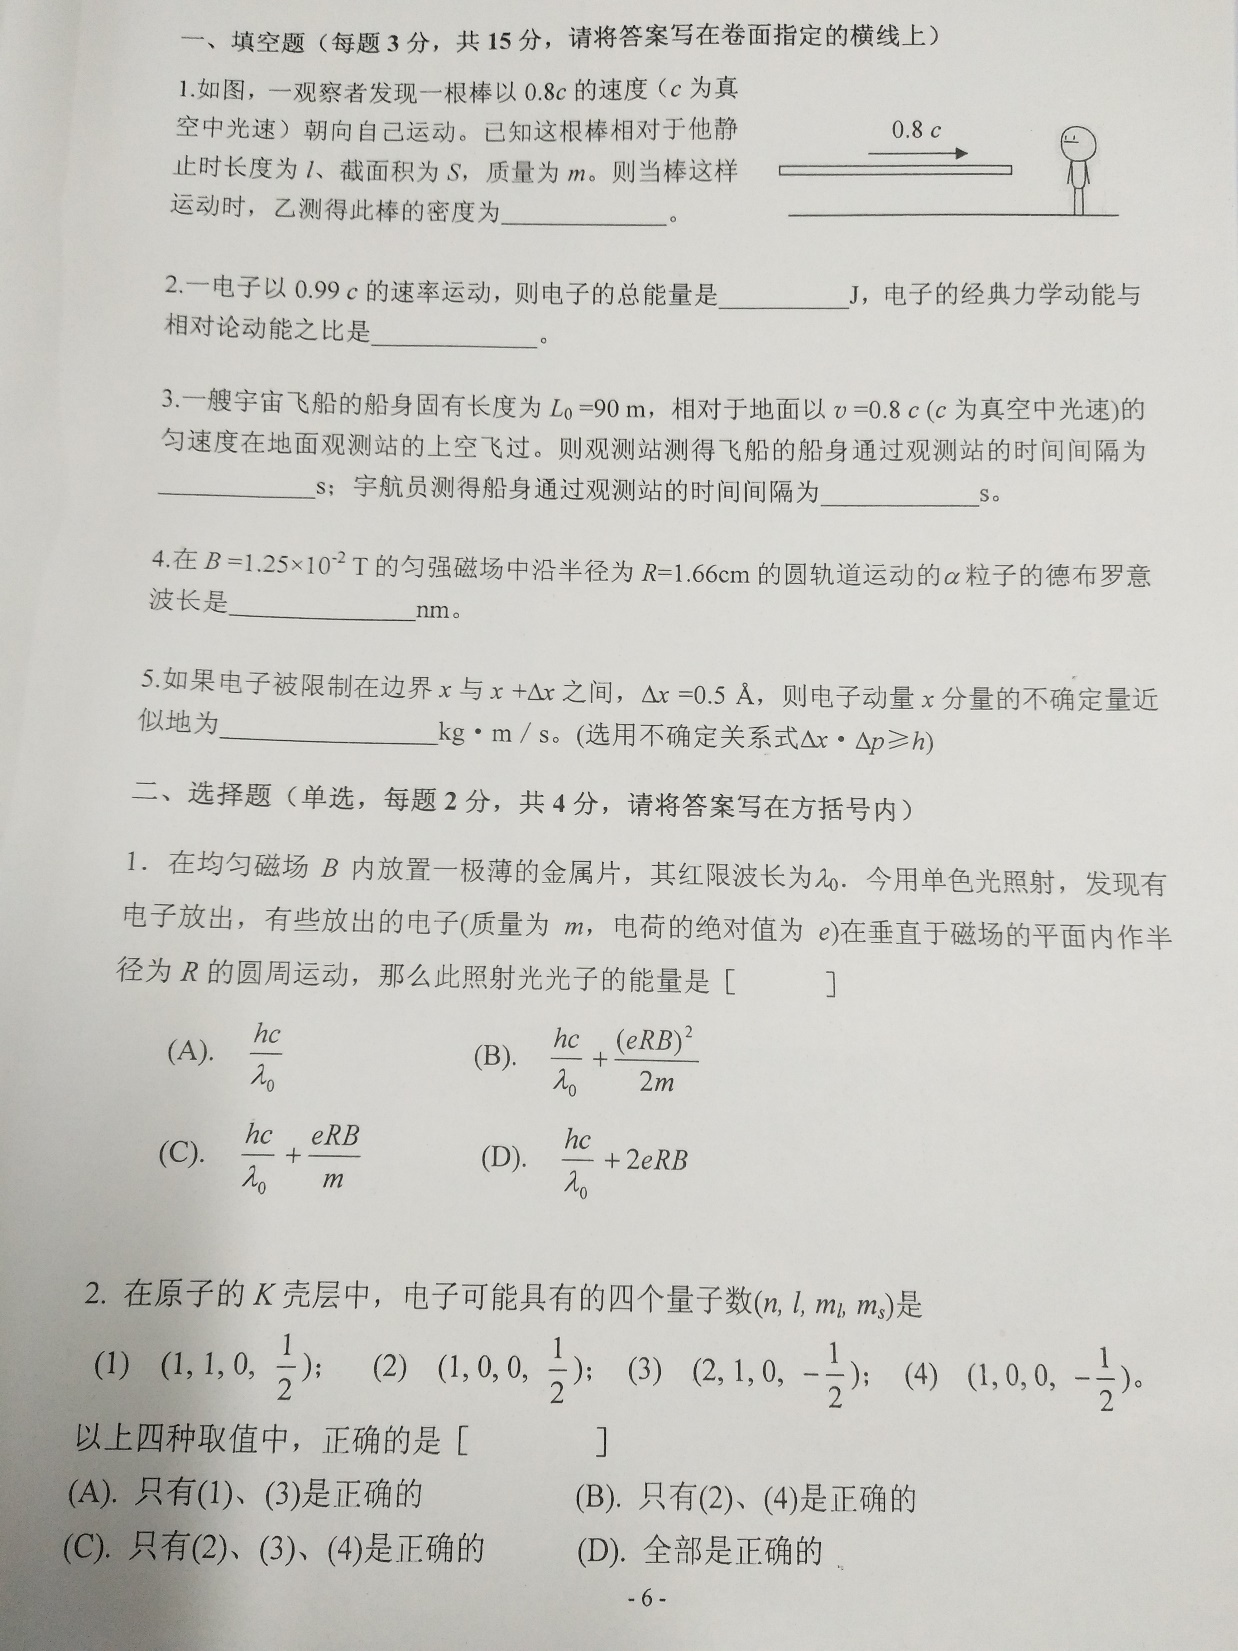 一、填空题（每题 3 分，共 15 分，请将答案写在卷面指定的横线上）
1.如图，一观察者发现一根棒以 0.8c 的速度（c 为真
空中光速）朝向自己运动。已知这根棒相对于他静
止时长度为 l、截面积为 S，质量为 m。则当棒这样
运动时，乙测得此棒的密度为____________。
0.8 c
2.一电子以 0.99 c 的速率运动，则电子的总能量是__________J，电子的经典力学动能与
相对论动能之比是____________。
3.一艘宇宙飞船的船身固有长度为 L₀ =90 m，相对于地面以 υ =0.8 c (c 为真空中光速)的
匀速度在地面观测站的上空飞过。则观测站测得飞船的船身通过观测站的时间间隔为
____________s；宇航员测得船身通过观测站的时间间隔为____________s。
4.在 B =1.25×10⁻² T 的匀强磁场中沿半径为 R=1.66cm 的圆轨道运动的α 粒子的德布罗意
波长是______________nm。
5.如果电子被限制在边界 x 与 x +Δx 之间，Δx =0.5 Å，则电子动量 x 分量的不确定量近
似地为________________kg·m／s。(选用不确定关系式Δx·Δp≥h)
二、选择题（单选，每题 2 分，共 4 分，请将答案写在方括号内）
1．在均匀磁场 B 内放置一极薄的金属片，其红限波长为λ₀．今用单色光照射，发现有
电子放出，有些放出的电子(质量为 m，电荷的绝对值为 e)在垂直于磁场的平面内作半
径为 R 的圆周运动，那么此照射光光子的能量是［ ］
(A). hc/λ₀ (B). hc/λ₀ + (eRB)²/2m
(C). hc/λ₀ + eRB/m (D). hc/λ₀ + 2eRB
2. 在原子的 K 壳层中，电子可能具有的四个量子数(n, l, mₗ, mₛ)是
(1) (1, 1, 0, 1/2)； (2) (1, 0, 0, 1/2)； (3) (2, 1, 0, −1/2)； (4) (1, 0, 0, −1/2)。
以上四种取值中，正确的是［ ］
(A). 只有(1)、(3)是正确的 (B). 只有(2)、(4)是正确的
(C). 只有(2)、(3)、(4)是正确的 (D). 全部是正确的
- 6 -